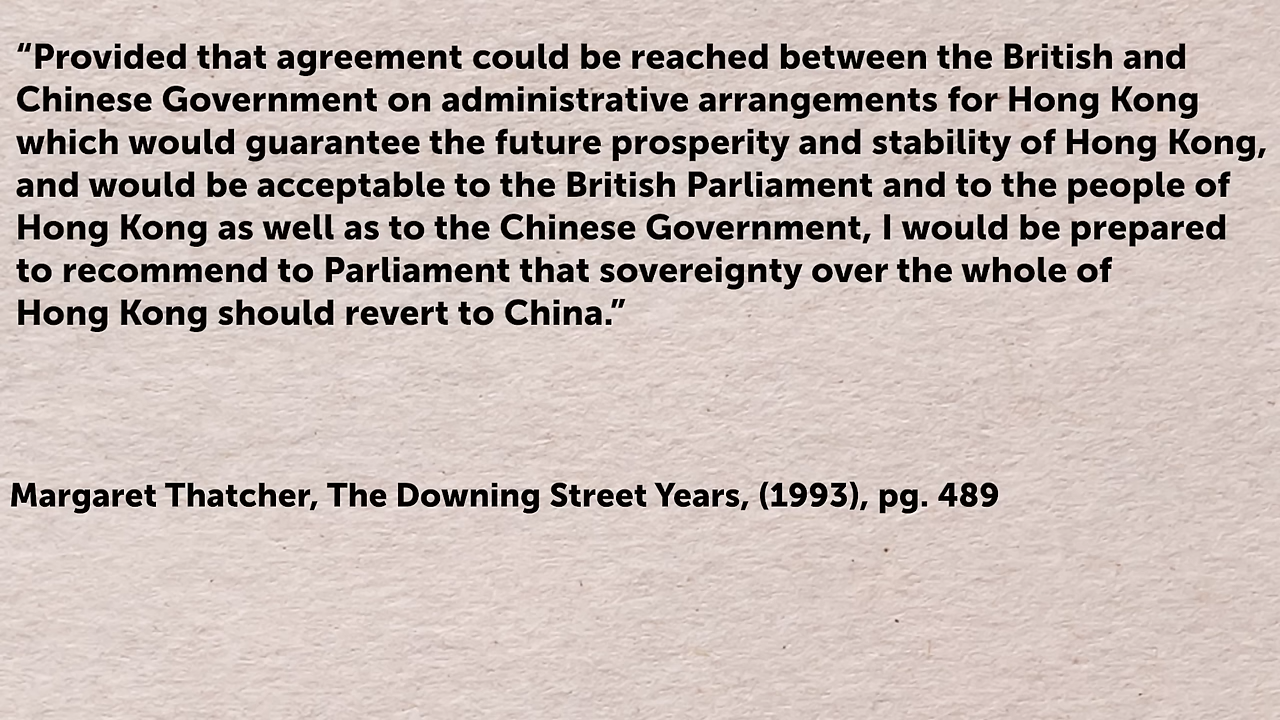 “Provided that agreement could be reached between the British and
Chinese Government on administrative arrangements for Hong Kong
which would guarantee the future prosperity and stability of Hong Kong,
and would be acceptable to the British Parliament and to the people of
Hong Kong as well as to the Chinese Government, I would be prepared
to recommend to Parliament that sovereignty over the whole of
Hong Kong should revert to China.”
Margaret Thatcher, The Downing Street Years, (1993), pg. 489